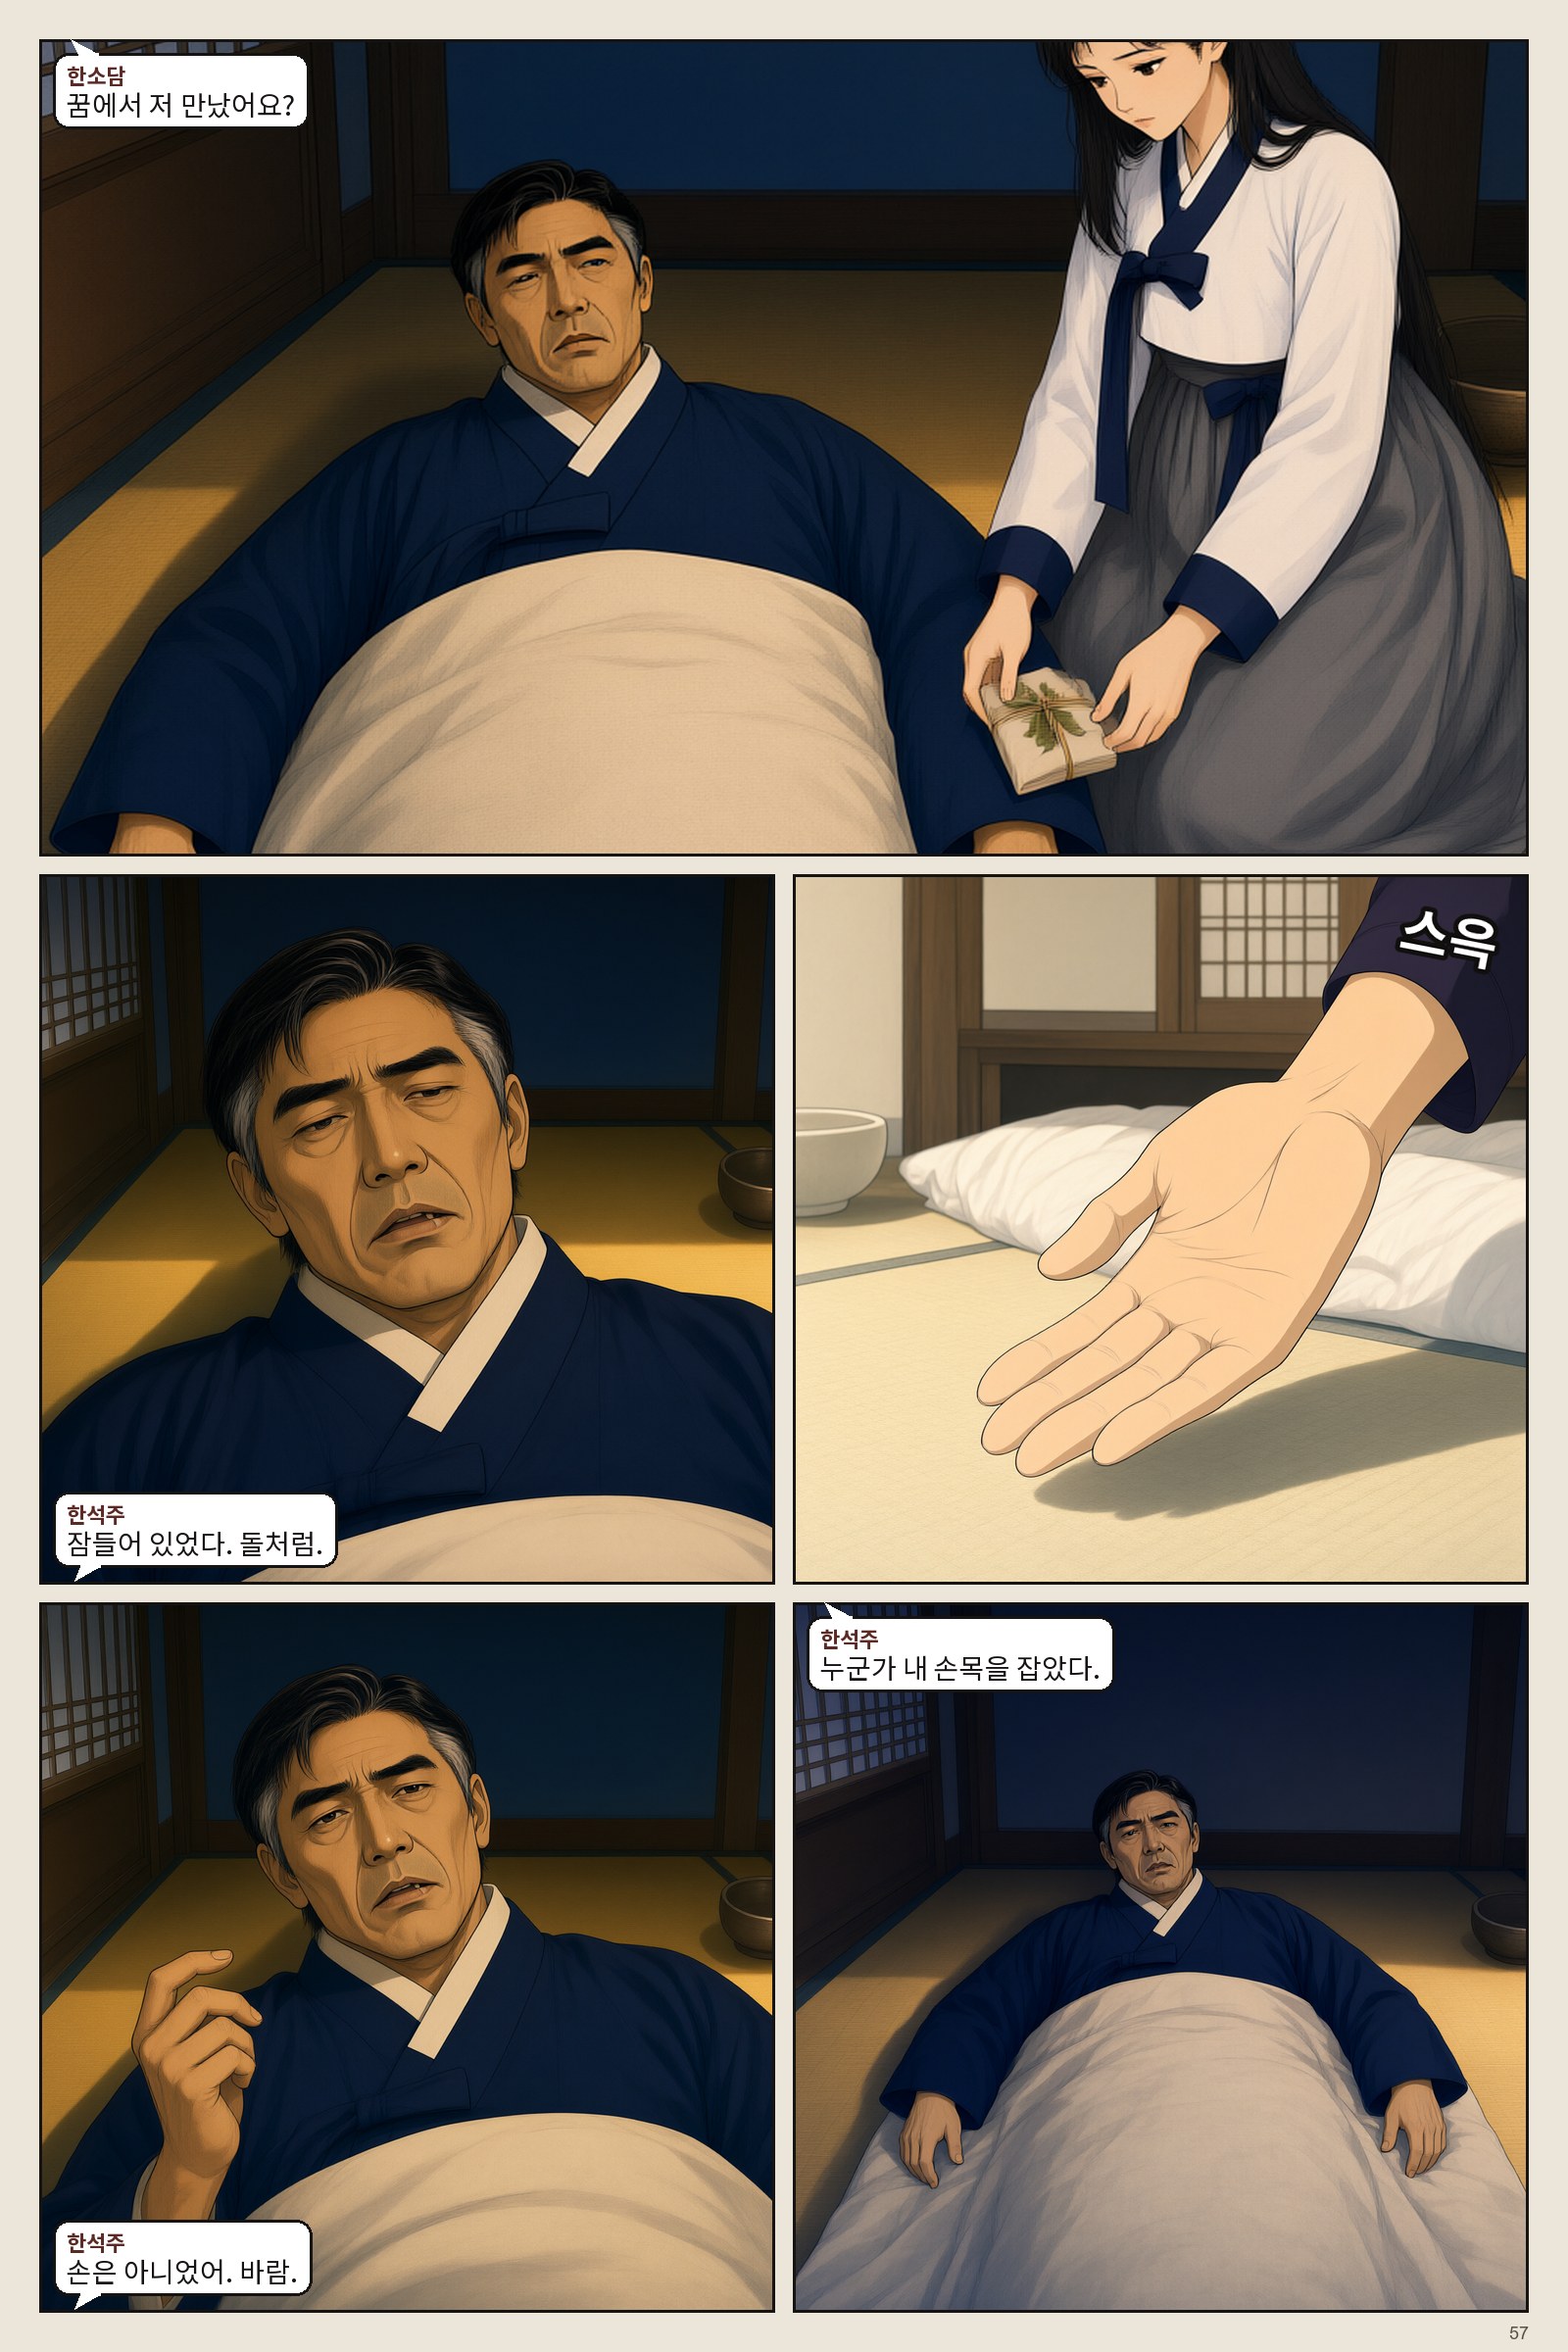 한소담
꿈에서 저 만났어요?
한석주
잠들어 있었다. 돌처럼.
스윽
한석주
손은 아니었어. 바람.
한석주
누군가 내 손목을 잡았다.
57